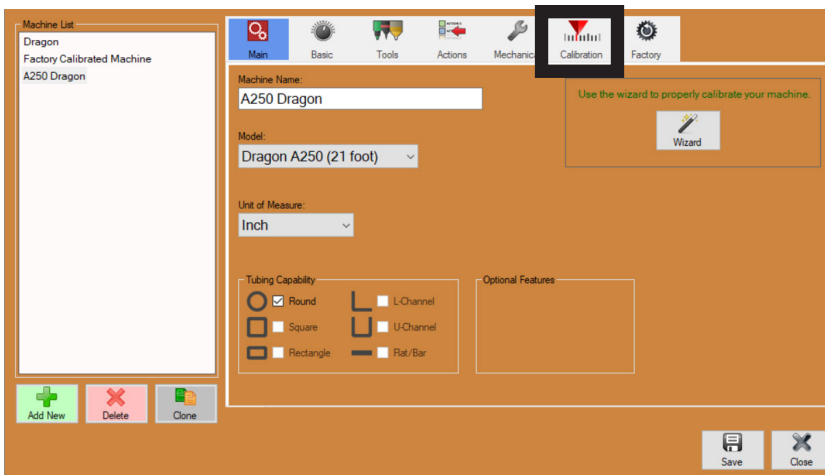 Machine List
Dragon
Factory Calibrated Machine
A250 Dragon
Add New
Delete
Clone
Main
Basic
Tools
Actions
Mechanic
Calibration
Factory
Machine Name:
A250 Dragon
Model:
Dragon A250 (21 foot)
Unit of Measure:
Inch
Use the wizard to properly calibrate your machine.
Wizard
Tubing Capability
Round
L-Channel
Square
U-Channel
Rectangle
Flat/Bar
Optional Features
Save
Close